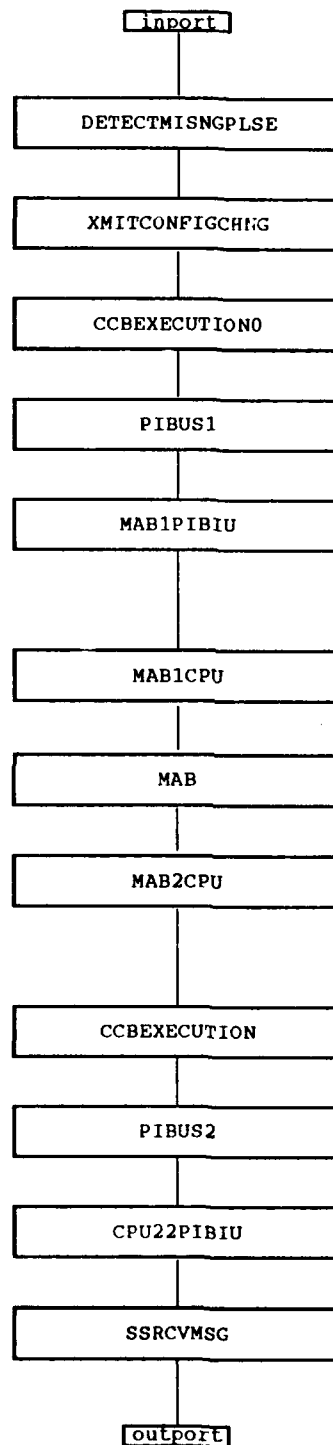 inport
DETECTMISNGPLSE
XMITCONFIGCHNG
CCBEXECUTION0
PIBUS1
MAB1PIBIU
MAB1CPU
MAB
MAB2CPU
CCBEXECUTION
PIBUS2
CPU22PIBIU
SSRCVMSG
outport